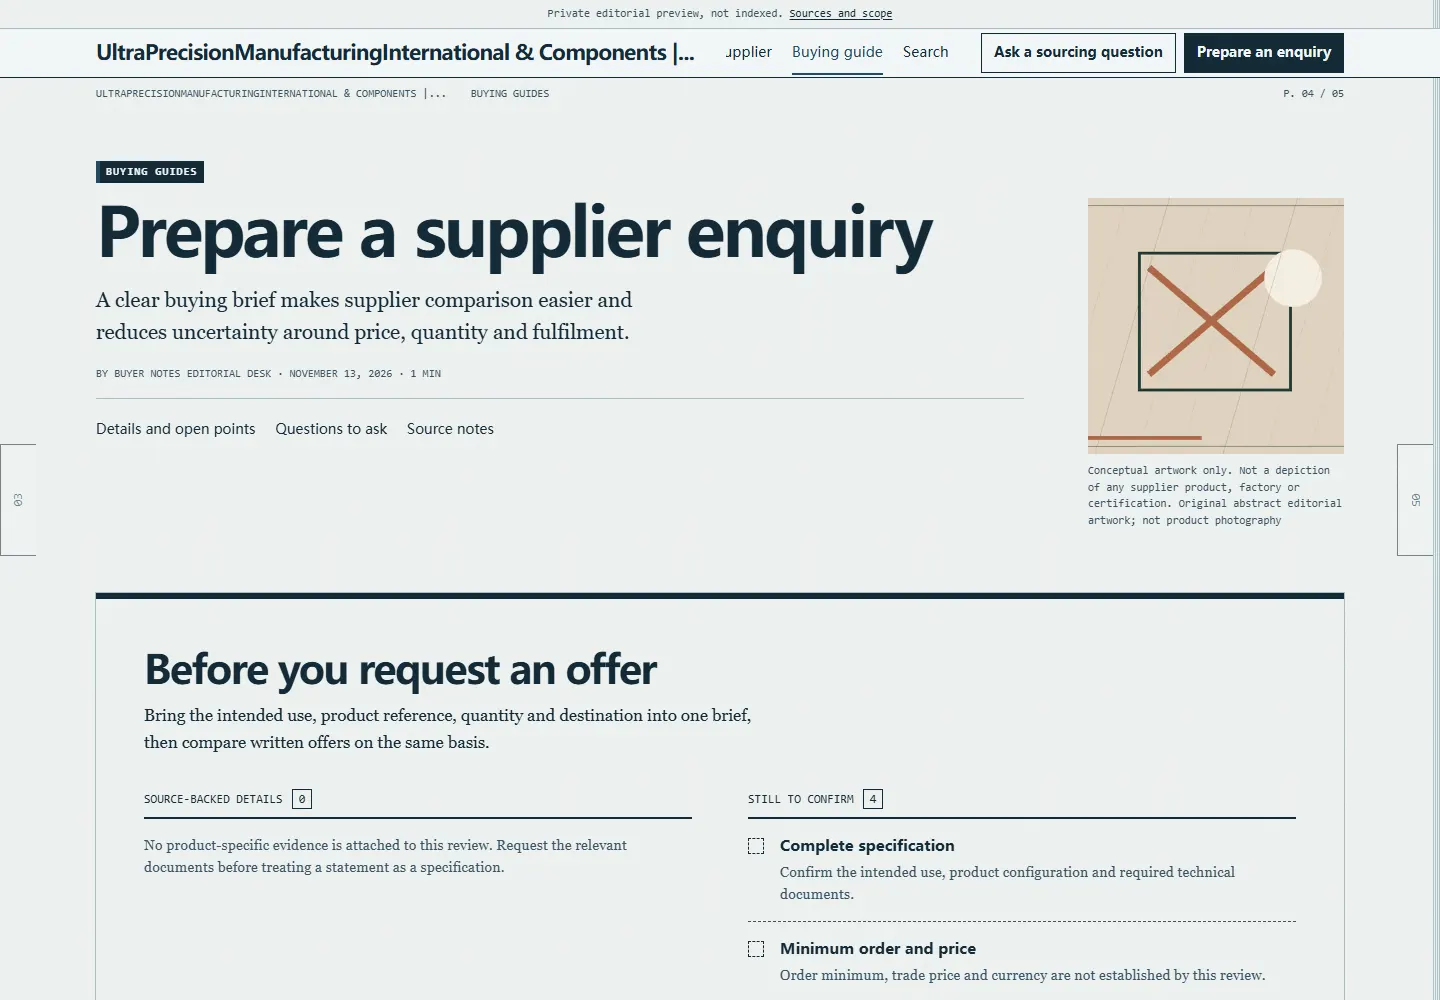 Private editorial preview, not indexed. Sources and scope
UltraPrecisionManufacturingInternational & Components |...
upplier Buying guide Search Ask a sourcing question Prepare an enquiry
ULTRAPRECISIONMANUFACTURINGINTERNATIONAL & COMPONENTS |... BUYING GUIDES P. 04 / 05
BUYING GUIDES
Prepare a supplier enquiry
A clear buying brief makes supplier comparison easier and
reduces uncertainty around price, quantity and fulfilment.
BY BUYER NOTES EDITORIAL DESK · NOVEMBER 13, 2026 · 1 MIN
Details and open points Questions to ask Source notes
Conceptual artwork only. Not a depiction
of any supplier product, factory or
certification. Original abstract editorial
artwork; not product photography
03
05
Before you request an offer
Bring the intended use, product reference, quantity and destination into one brief,
then compare written offers on the same basis.
SOURCE-BACKED DETAILS 0
No product-specific evidence is attached to this review. Request the relevant
documents before treating a statement as a specification.
STILL TO CONFIRM 4
Complete specification
Confirm the intended use, product configuration and required technical
documents.
Minimum order and price
Order minimum, trade price and currency are not established by this review.